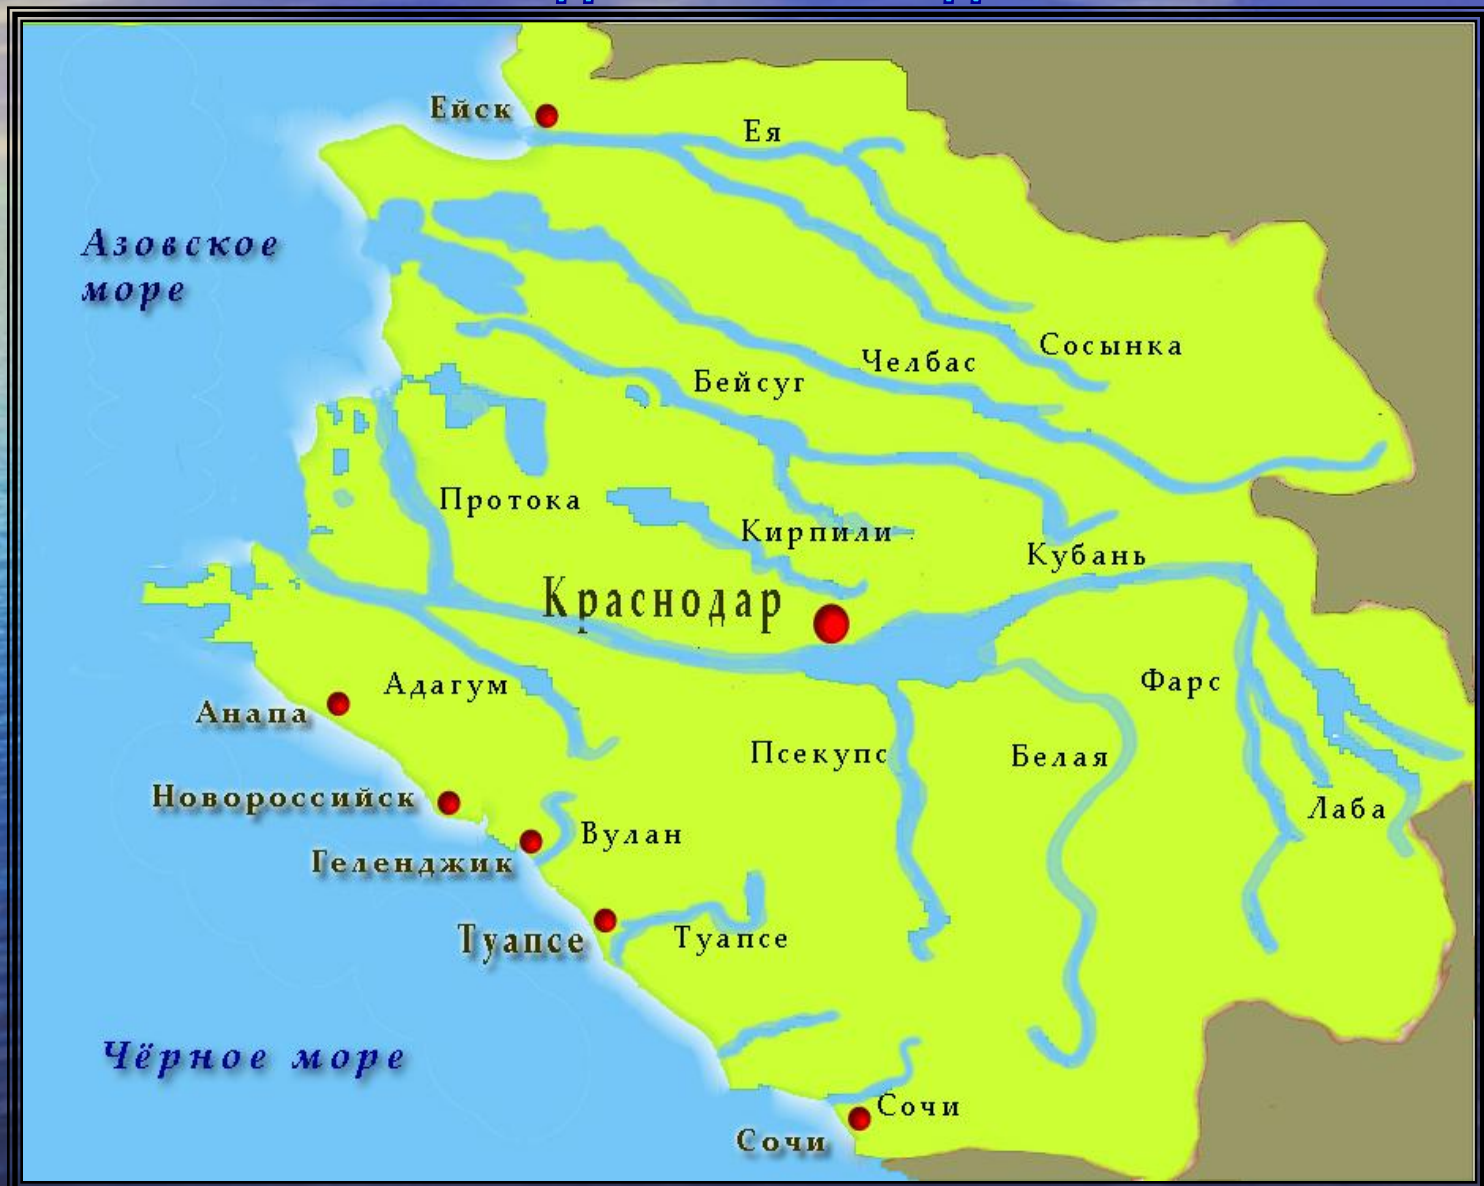 Ейск
Ея
Азовское
море
Сосынка
Челбас
Бейсуг
Протока
Кирпили
Кубань
Краснодар
Фарс
Адагум
Анапа
Псекупс
Белая
Новороссийск
Лаба
Вулан
Геленджик
Туапсе
Туапсе
Чёрное море
Сочи
Сочи